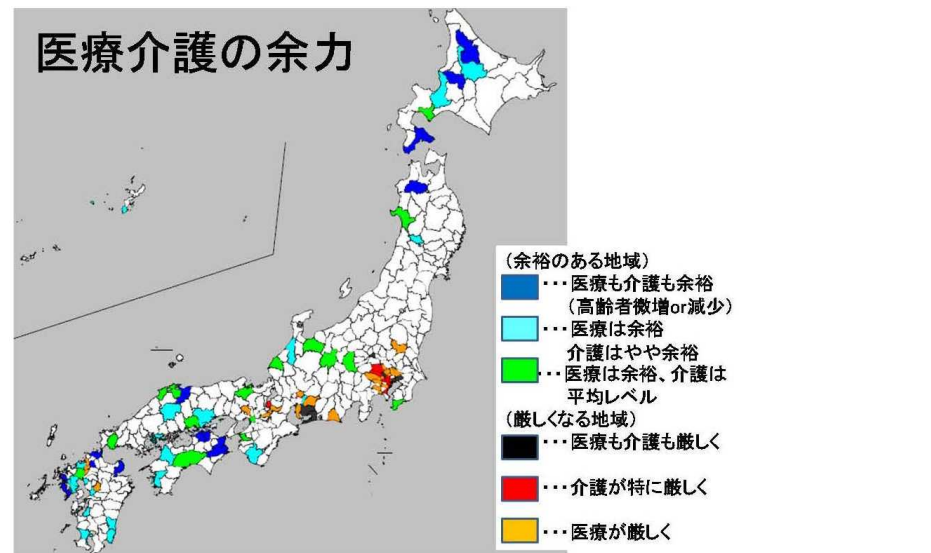 医療介護の余力
(余裕のある地域)
・・・医療も介護も余裕
(高齢者微増or減少)
・・・医療は余裕
介護はやや余裕
・・・医療は余裕、介護は
平均レベル
(厳しくなる地域)
・・・医療も介護も厳しく
・・・介護が特に厳しく
・・・医療が厳しく